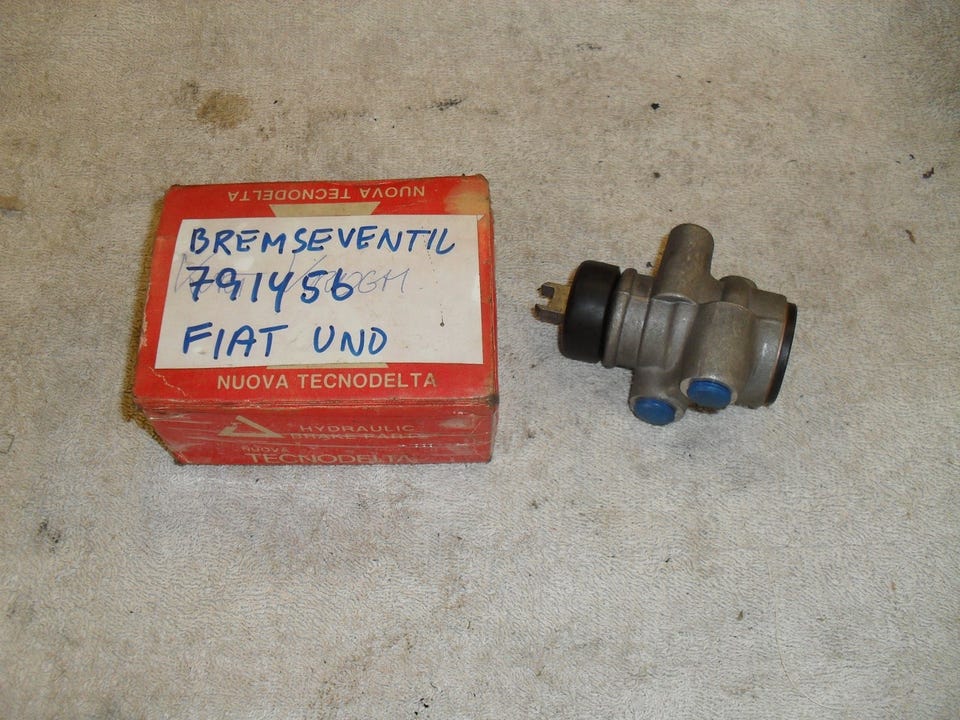 NUOVA TECNODELTA
BREMSEVENTIL
791456
FIAT UNO
NUOVA TECNODELTA
HYDRAULIC
BRAKE PARTS
NUOVA
TECNODELTA